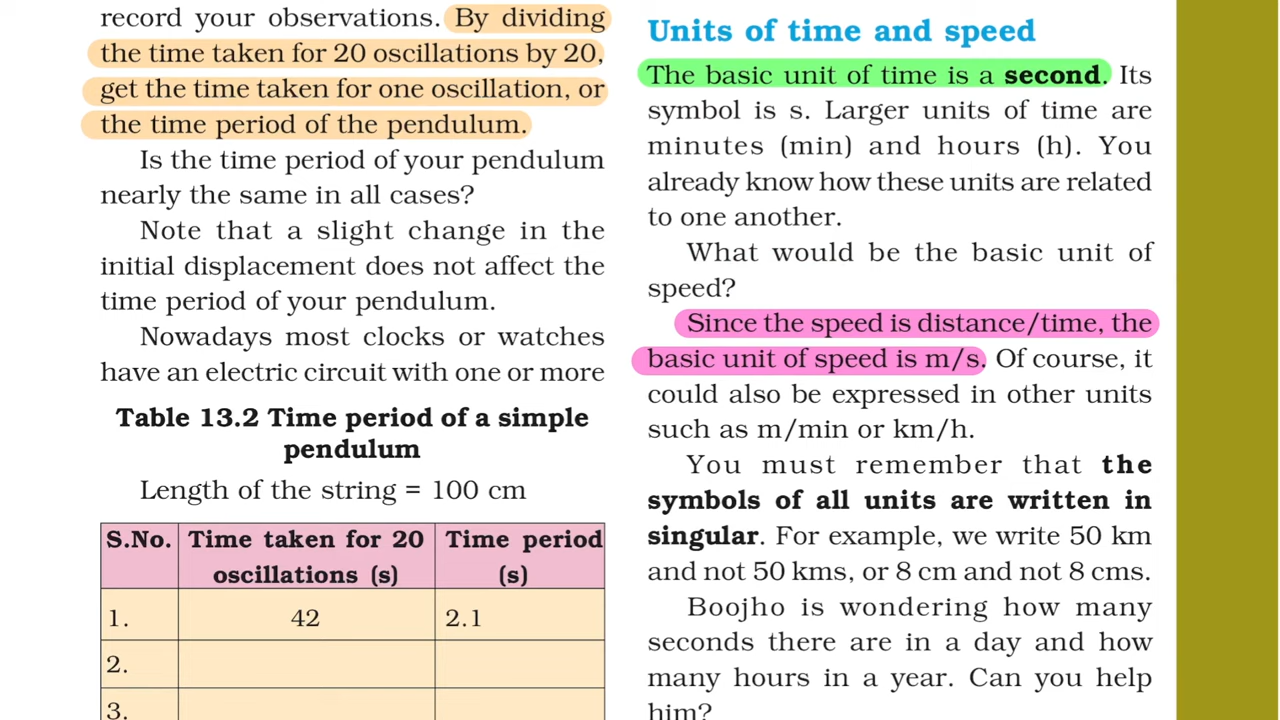 record your observations. By dividing
the time taken for 20 oscillations by 20,
get the time taken for one oscillation, or
the time period of the pendulum.
Is the time period of your pendulum
nearly the same in all cases?
Note that a slight change in the
initial displacement does not affect the
time period of your pendulum.
Nowadays most clocks or watches
have an electric circuit with one or more
Table 13.2 Time period of a simple
pendulum
Length of the string = 100 cm
S.No. Time taken for 20 Time period
oscillations (s) (s)
1. 42 2.1
2.
3.
Units of time and speed
The basic unit of time is a second. Its
symbol is s. Larger units of time are
minutes (min) and hours (h). You
already know how these units are related
to one another.
What would be the basic unit of
speed?
Since the speed is distance/time, the
basic unit of speed is m/s. Of course, it
could also be expressed in other units
such as m/min or km/h.
You must remember that the
symbols of all units are written in
singular. For example, we write 50 km
and not 50 kms, or 8 cm and not 8 cms.
Boojho is wondering how many
seconds there are in a day and how
many hours in a year. Can you help
him?